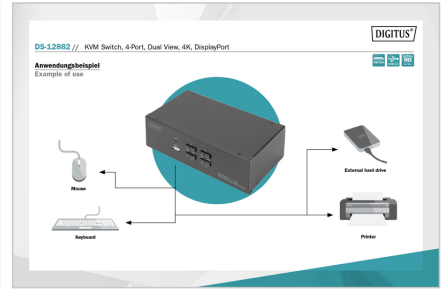 DIGITUS®
DS-12882 // KVM Switch, 4-Port, Dual View, 4K, DisplayPort
Anwendungsbeispiel
Example of use
Mouse
External hard drive
Keyboard
Printer